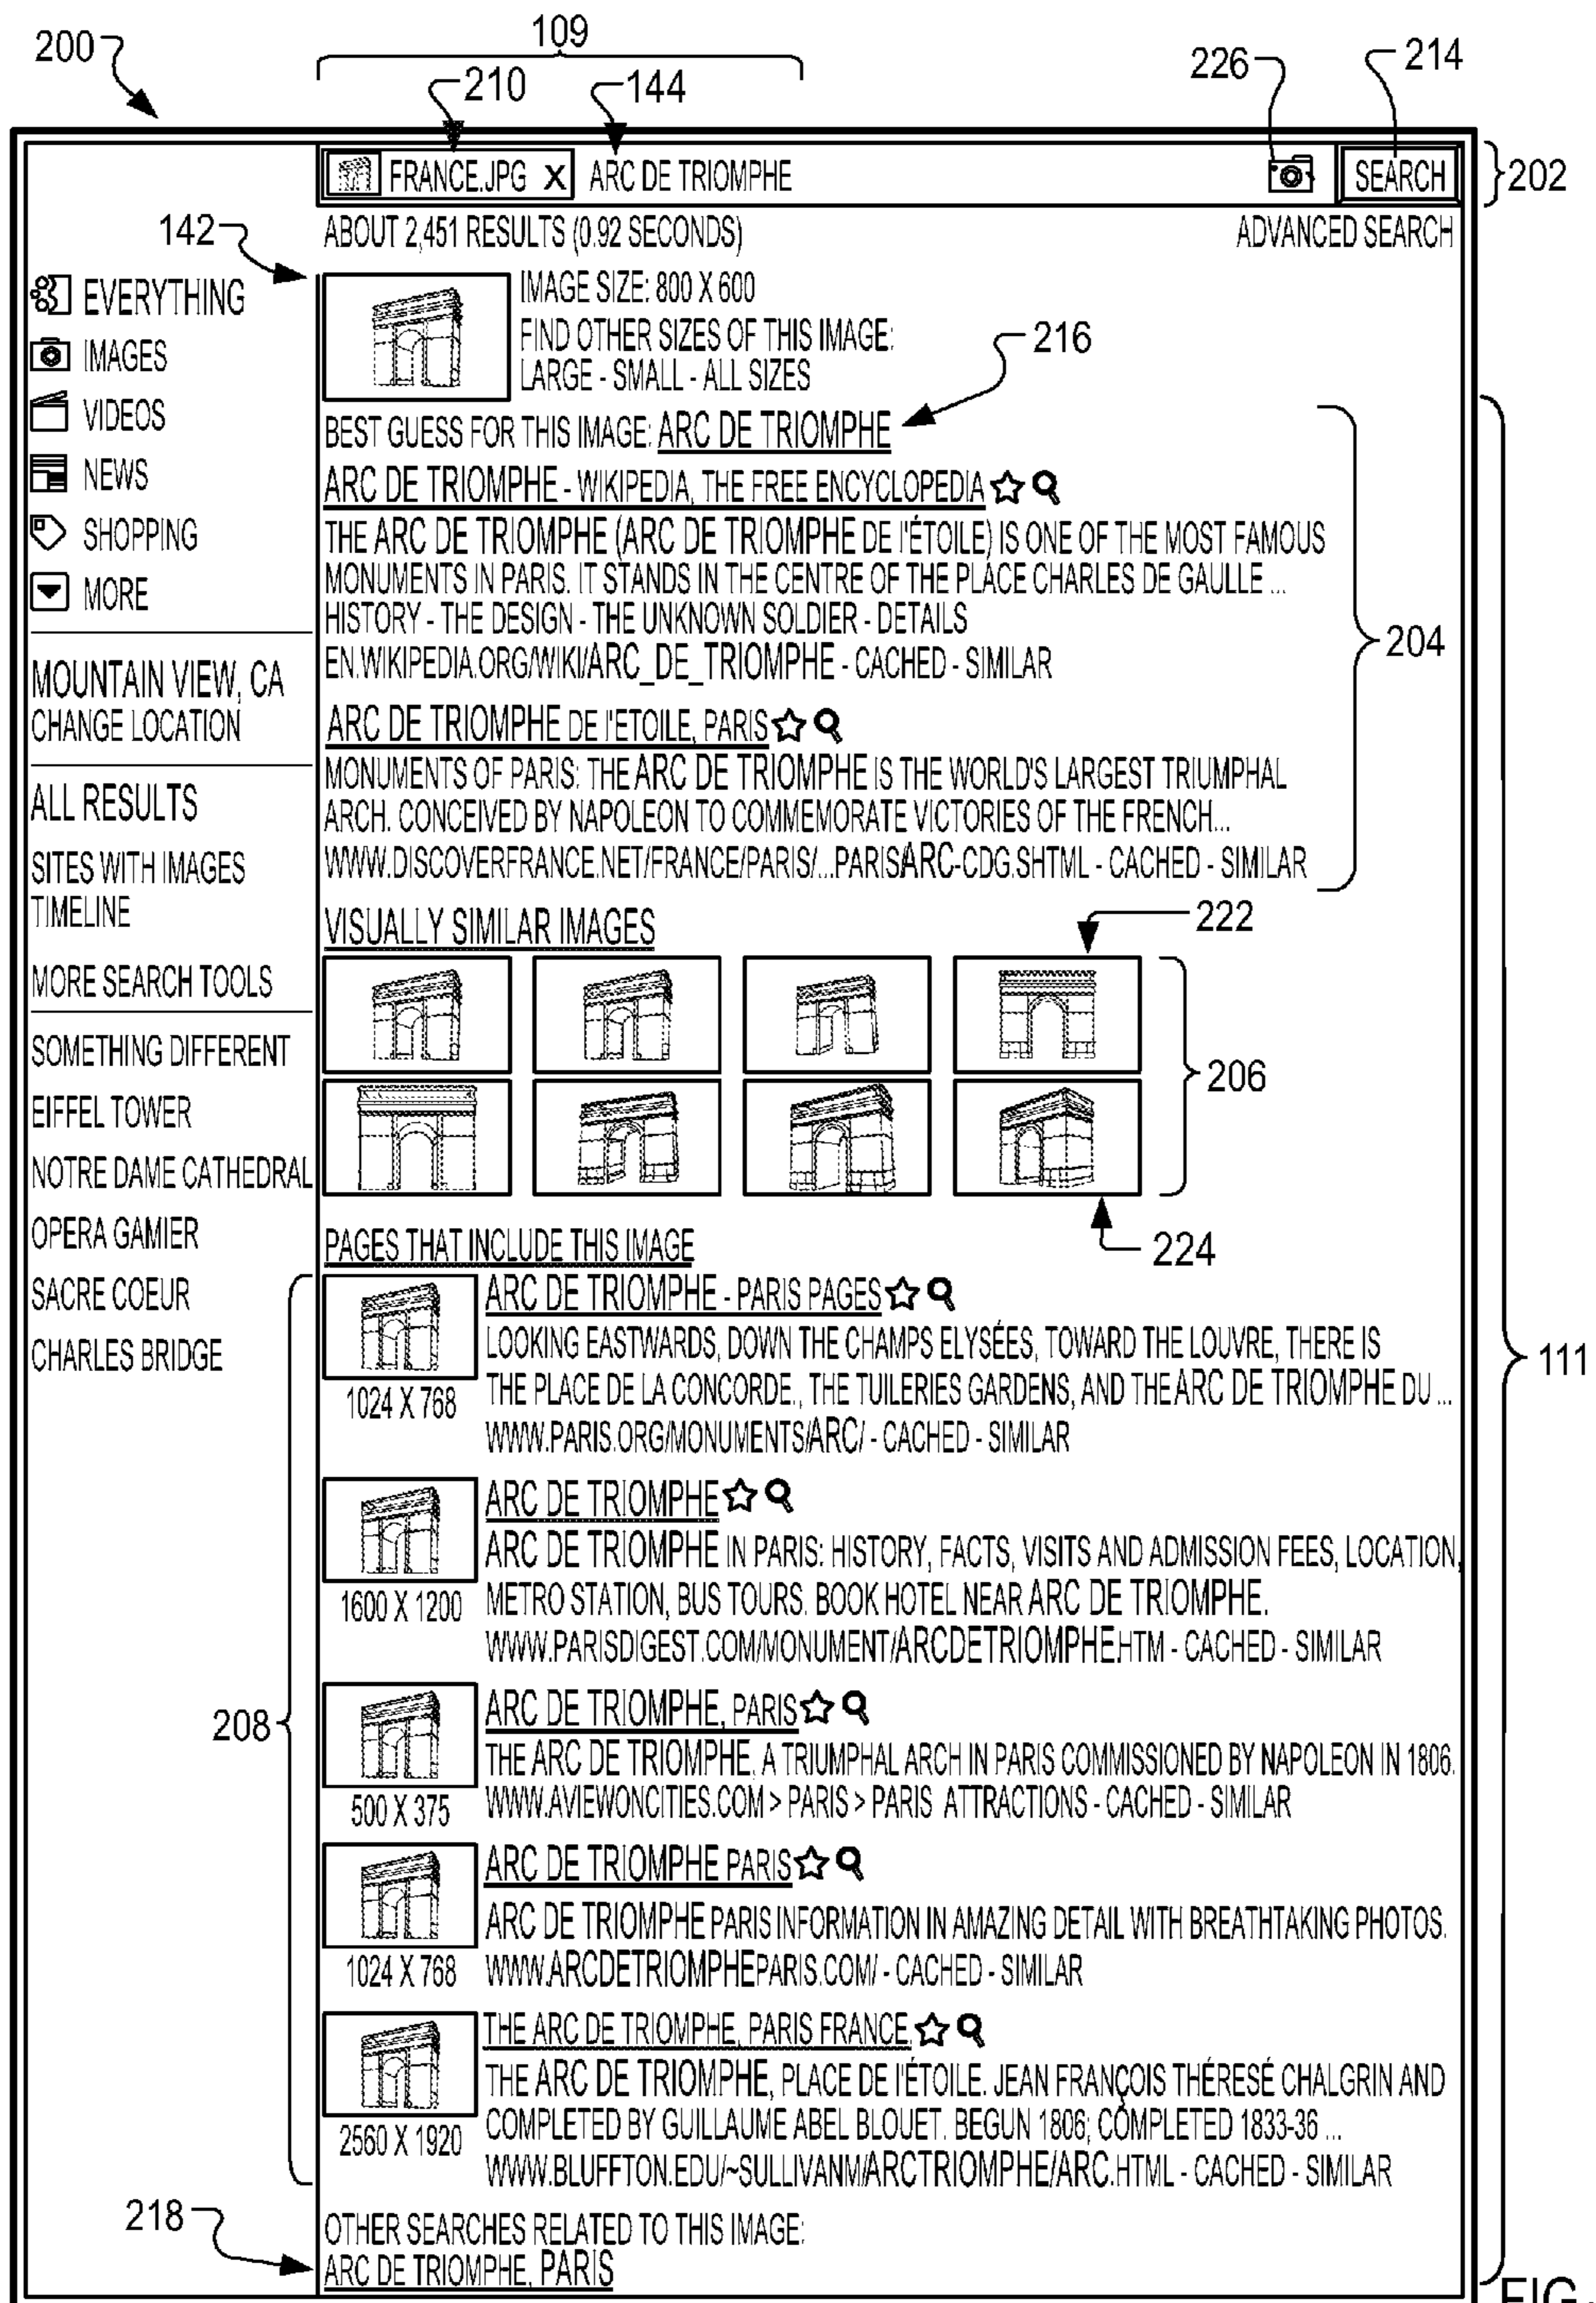 109
200
210
144
226
214
FRANCE.JPG X ARC DE TRIOMPHE
SEARCH
202
142
ABOUT 2,451 RESULTS (0.92 SECONDS)
ADVANCED SEARCH
EVERYTHING
IMAGES
VIDEOS
NEWS
SHOPPING
MORE
MOUNTAIN VIEW, CA
CHANGE LOCATION
ALL RESULTS
SITES WITH IMAGES
TIMELINE
MORE SEARCH TOOLS
SOMETHING DIFFERENT
EIFFEL TOWER
NOTRE DAME CATHEDRAL
OPERA GAMIER
SACRE COEUR
CHARLES BRIDGE
IMAGE SIZE: 800 X 600
FIND OTHER SIZES OF THIS IMAGE:
LARGE - SMALL - ALL SIZES
216
BEST GUESS FOR THIS IMAGE: ARC DE TRIOMPHE
ARC DE TRIOMPHE - WIKIPEDIA, THE FREE ENCYCLOPEDIA
THE ARC DE TRIOMPHE (ARC DE TRIOMPHE DE l'ÉTOILE) IS ONE OF THE MOST FAMOUS
MONUMENTS IN PARIS. IT STANDS IN THE CENTRE OF THE PLACE CHARLES DE GAULLE ...
HISTORY - THE DESIGN - THE UNKNOWN SOLDIER - DETAILS
EN.WIKIPEDIA.ORG/WIKI/ARC_DE_TRIOMPHE - CACHED - SIMILAR
204
ARC DE TRIOMPHE DE l'ETOILE, PARIS
MONUMENTS OF PARIS: THE ARC DE TRIOMPHE IS THE WORLD'S LARGEST TRIUMPHAL
ARCH. CONCEIVED BY NAPOLEON TO COMMEMORATE VICTORIES OF THE FRENCH...
WWW.DISCOVERFRANCE.NET/FRANCE/PARIS/...PARIS/ARC-CDG.SHTML - CACHED - SIMILAR
VISUALLY SIMILAR IMAGES
222
206
224
PAGES THAT INCLUDE THIS IMAGE
ARC DE TRIOMPHE - PARIS PAGES
LOOKING EASTWARDS, DOWN THE CHAMPS ELYSÉES, TOWARD THE LOUVRE, THERE IS
THE PLACE DE LA CONCORDE., THE TUILERIES GARDENS, AND THE ARC DE TRIOMPHE DU ...
WWW.PARIS.ORG/MONUMENTS/ARC/ - CACHED - SIMILAR
1024 X 768
111
ARC DE TRIOMPHE
ARC DE TRIOMPHE IN PARIS: HISTORY, FACTS, VISITS AND ADMISSION FEES, LOCATION,
METRO STATION, BUS TOURS. BOOK HOTEL NEAR ARC DE TRIOMPHE.
WWW.PARISDIGEST.COM/MONUMENT/ARCDETRIOMPHE.HTM - CACHED - SIMILAR
1600 X 1200
208
ARC DE TRIOMPHE, PARIS
THE ARC DE TRIOMPHE, A TRIUMPHAL ARCH IN PARIS COMMISSIONED BY NAPOLEON IN 1806.
WWW.AVIEWONCITIES.COM > PARIS > PARIS ATTRACTIONS - CACHED - SIMILAR
500 X 375
ARC DE TRIOMPHE PARIS
ARC DE TRIOMPHE PARIS INFORMATION IN AMAZING DETAIL WITH BREATHTAKING PHOTOS.
WWW.ARCDETRIOMPHEPARIS.COM/ - CACHED - SIMILAR
1024 X 768
THE ARC DE TRIOMPHE, PARIS FRANCE,
THE ARC DE TRIOMPHE, PLACE DE l'ÉTOILE. JEAN FRANÇOIS THÉRESÉ CHALGRIN AND
COMPLETED BY GUILLAUME ABEL BLOUET. BEGUN 1806; COMPLETED 1833-36 ...
WWW.BLUFFTON.EDU/~SULLIVANM/ARCTRIOMPHE/ARC.HTML - CACHED - SIMILAR
2560 X 1920
218
OTHER SEARCHES RELATED TO THIS IMAGE:
ARC DE TRIOMPHE, PARIS
FIG